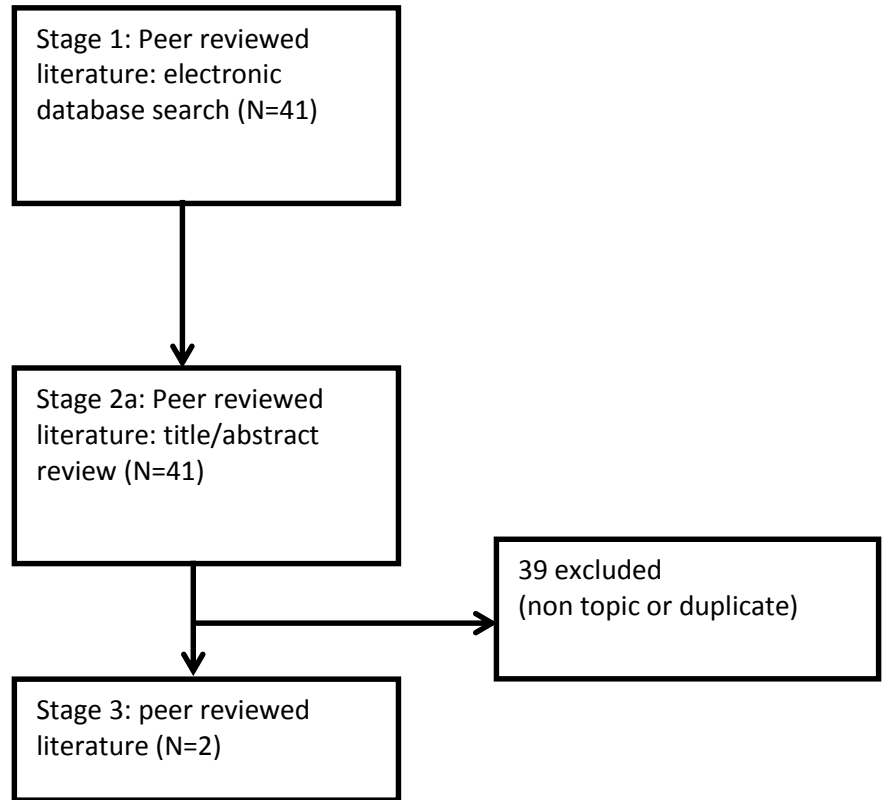 Stage 1: Peer reviewed
literature: electronic
database search (N=41)
Stage 2a: Peer reviewed
literature: title/abstract
review (N=41)
39 excluded
(non topic or duplicate)
Stage 3: peer reviewed
literature (N=2)